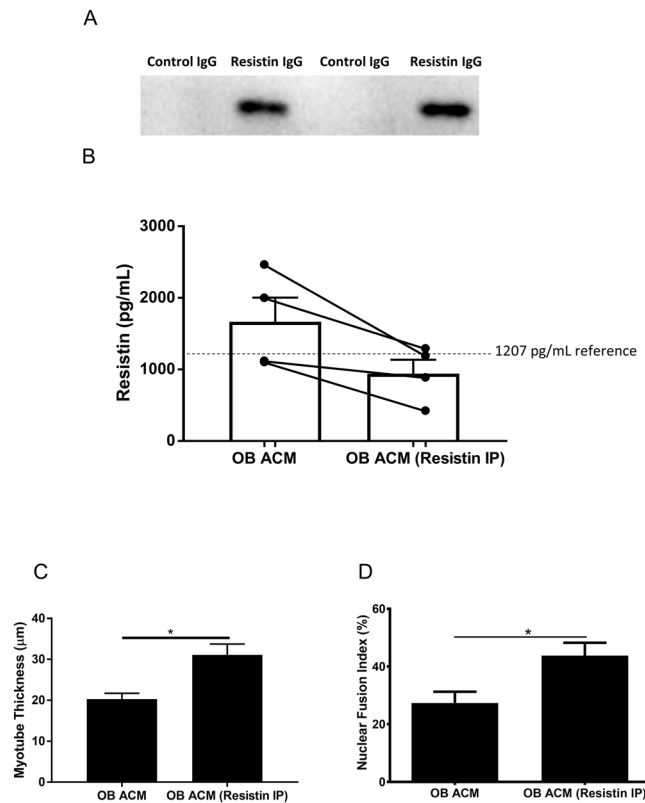 A
Control IgG Resistin IgG Control IgG Resistin IgG
B
Resistin (pg/mL)
3000
2000
1000
0
1207 pg/mL reference
OB ACM OB ACM (Resistin IP)
C
Myotube Thickness (μm)
40
30
20
10
0
*
OB ACM OB ACM (Resistin IP)
D
Nuclear Fusion Index (%)
60
40
20
0
*
OB ACM OB ACM (Resistin IP)